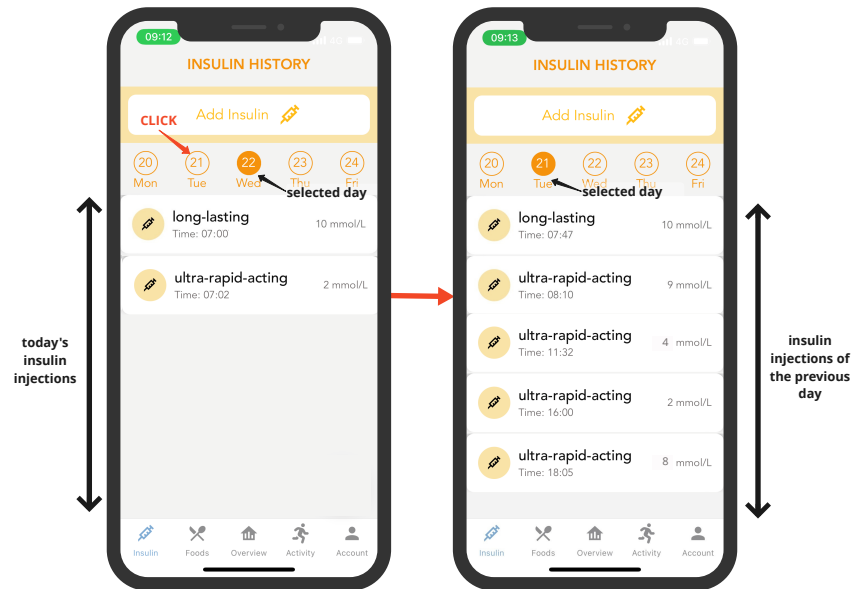 09:12
4G
INSULIN HISTORY
Add Insulin
CLICK
20 21 22 23 24
Mon Tue Wed Thu Fri
selected day
long-lasting
Time: 07:00
10 mmol/L
ultra-rapid-acting
Time: 07:02
2 mmol/L
today's
insulin
injections
Insulin Foods Overview Activity Account
09:13
4G
INSULIN HISTORY
Add Insulin
20 21 22 23 24
Mon Tue Wed Thu Fri
selected day
long-lasting
Time: 07:47
10 mmol/L
ultra-rapid-acting
Time: 08:10
9 mmol/L
ultra-rapid-acting
Time: 11:32
4 mmol/L
ultra-rapid-acting
Time: 16:00
2 mmol/L
ultra-rapid-acting
Time: 18:05
8 mmol/L
insulin
injections of
the previous
day
Insulin Foods Overview Activity Account